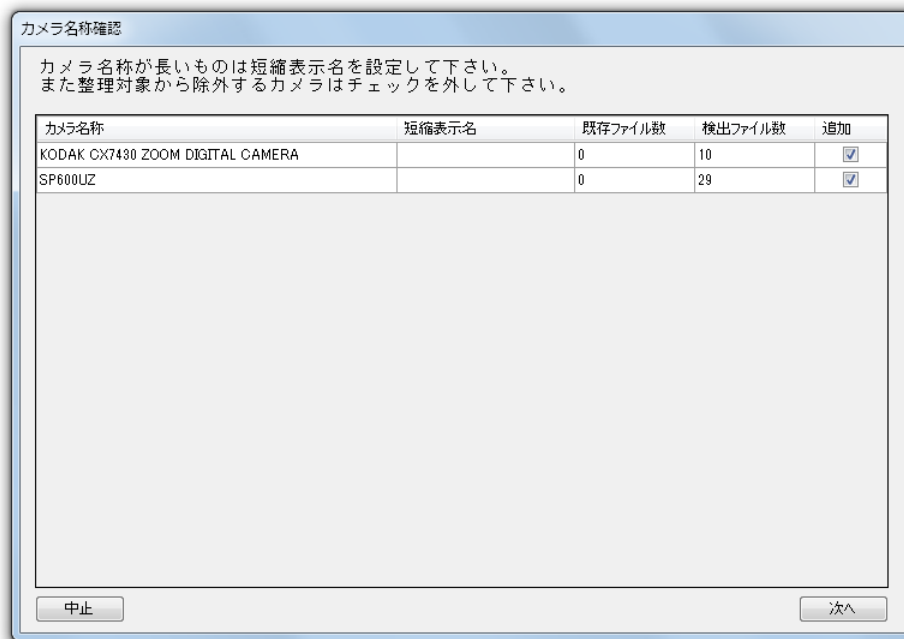 カメラ名称確認
カメラ名称が長いものは短縮表示名を設定して下さい。
また整理対象から除外するカメラはチェックを外して下さい。
カメラ名称 短縮表示名 既存ファイル数 検出ファイル数 追加
KODAK CX7430 ZOOM DIGITAL CAMERA 0 10
SP600UZ 0 29
中止 次へ